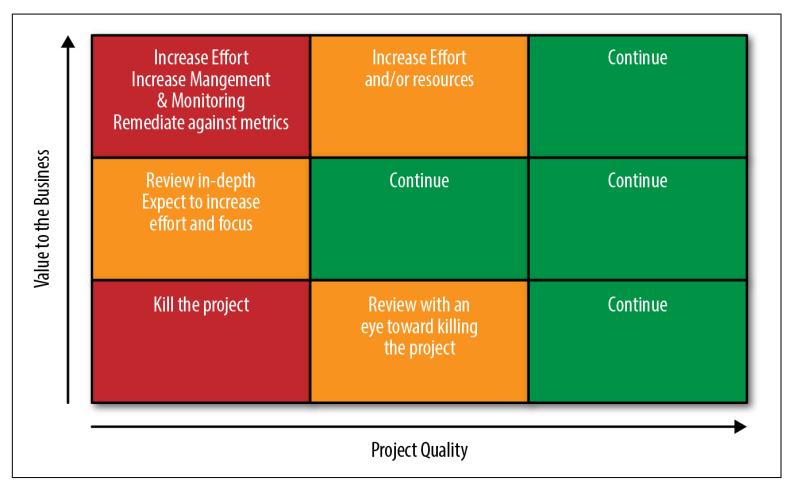 Increase Effort
Increase Mangement
& Monitoring
Remediate against metrics
Increase Effort
and/or resources
Continue
Review in-depth
Expect to increase
effort and focus
Continue
Continue
Kill the project
Review with an
eye toward killing
the project
Continue
Value to the Business
Project Quality